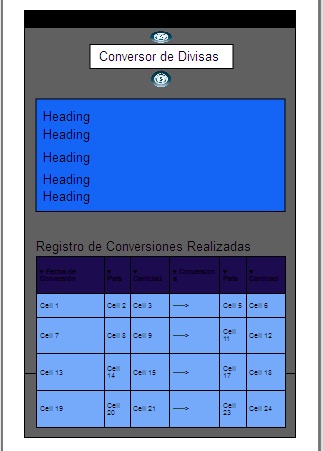 Conversor de Divisas
Heading
Heading
Heading
Heading
Heading
Registro de Conversiones Realizadas
▾ Fecha de Conversión ▾ País ▾ Cantidad ▾ Conversión a ▾ País ▾ Cantidad
Cell 1 Cell 2 Cell 3 ----> Cell 5 Cell 6
Cell 7 Cell 8 Cell 9 ----> Cell 11 Cell 12
Cell 13 Cell 14 Cell 15 ----> Cell 17 Cell 18
Cell 19 Cell 20 Cell 21 ----> Cell 23 Cell 24